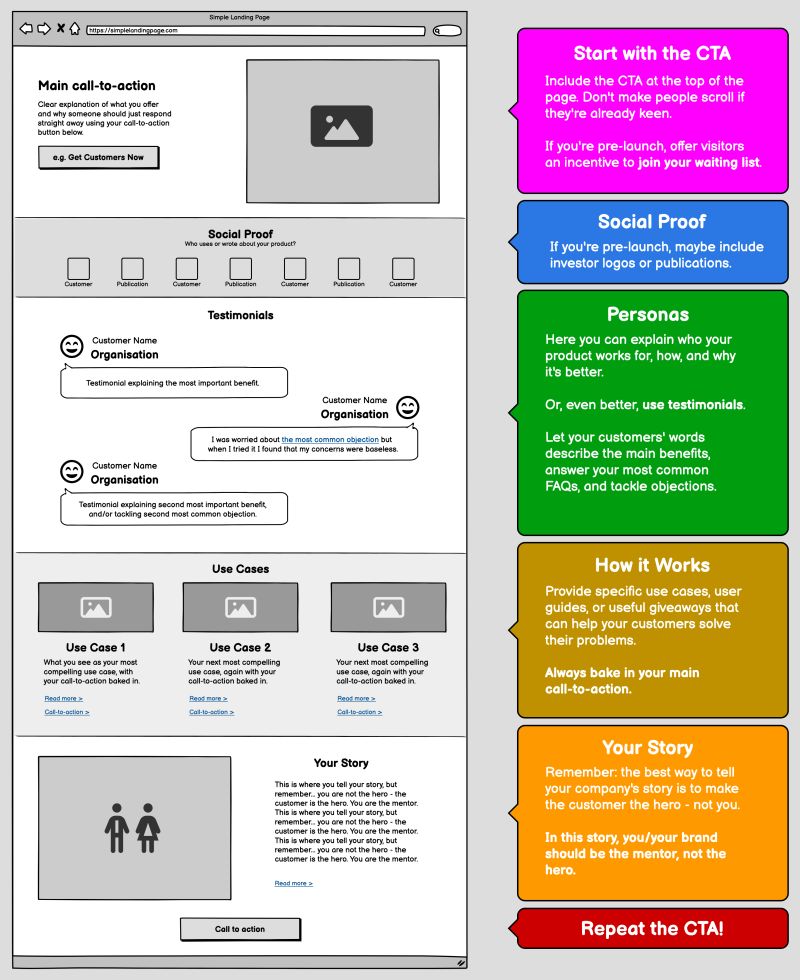 Simple Landing Page
https://simplelandingpage.com
Main call-to-action
Clear explanation of what you offer
and why someone should just respond
straight away using your call-to-action
button below.
e.g. Get Customers Now
Social Proof
Who uses or wrote about your product?
Customer Publication Customer Publication Customer Publication Customer
Testimonials
Customer Name
Organisation
Testimonial explaining the most important benefit.
Customer Name
Organisation
I was worried about the most common objection but
when I tried it I found that my concerns were baseless.
Customer Name
Organisation
Testimonial explaining second most important benefit,
and/or tackling second most common objection.
Use Cases
Use Case 1
What you see as your most
compelling use case, with
your call-to-action baked in.
Read more >
Call-to-action >
Use Case 2
Your next most compelling
use case, again with your
call-to-action baked in.
Read more >
Call-to-action >
Use Case 3
Your next most compelling
use case, again with your
call-to-action baked in.
Read more >
Call-to-action >
Your Story
This is where you tell your story, but
remember... you are not the hero - the
customer is the hero. You are the mentor.
This is where you tell your story, but
remember... you are not the hero - the
customer is the hero. You are the mentor.
This is where you tell your story, but
remember... you are not the hero - the
customer is the hero. You are the mentor.
Read more >
Call to action
Start with the CTA
Include the CTA at the top of the
page. Don't make people scroll if
they're already keen.
If you're pre-launch, offer visitors
an incentive to join your waiting list.
Social Proof
If you're pre-launch, maybe include
investor logos or publications.
Personas
Here you can explain who your
product works for, how, and why
it's better.
Or, even better, use testimonials.
Let your customers' words
describe the main benefits,
answer your most common
FAQs, and tackle objections.
How it Works
Provide specific use cases, user
guides, or useful giveaways that
can help your customers solve
their problems.
Always bake in your main
call-to-action.
Your Story
Remember: the best way to tell
your company's story is to make
the customer the hero - not you.
In this story, you/your brand
should be the mentor, not the
hero.
Repeat the CTA!